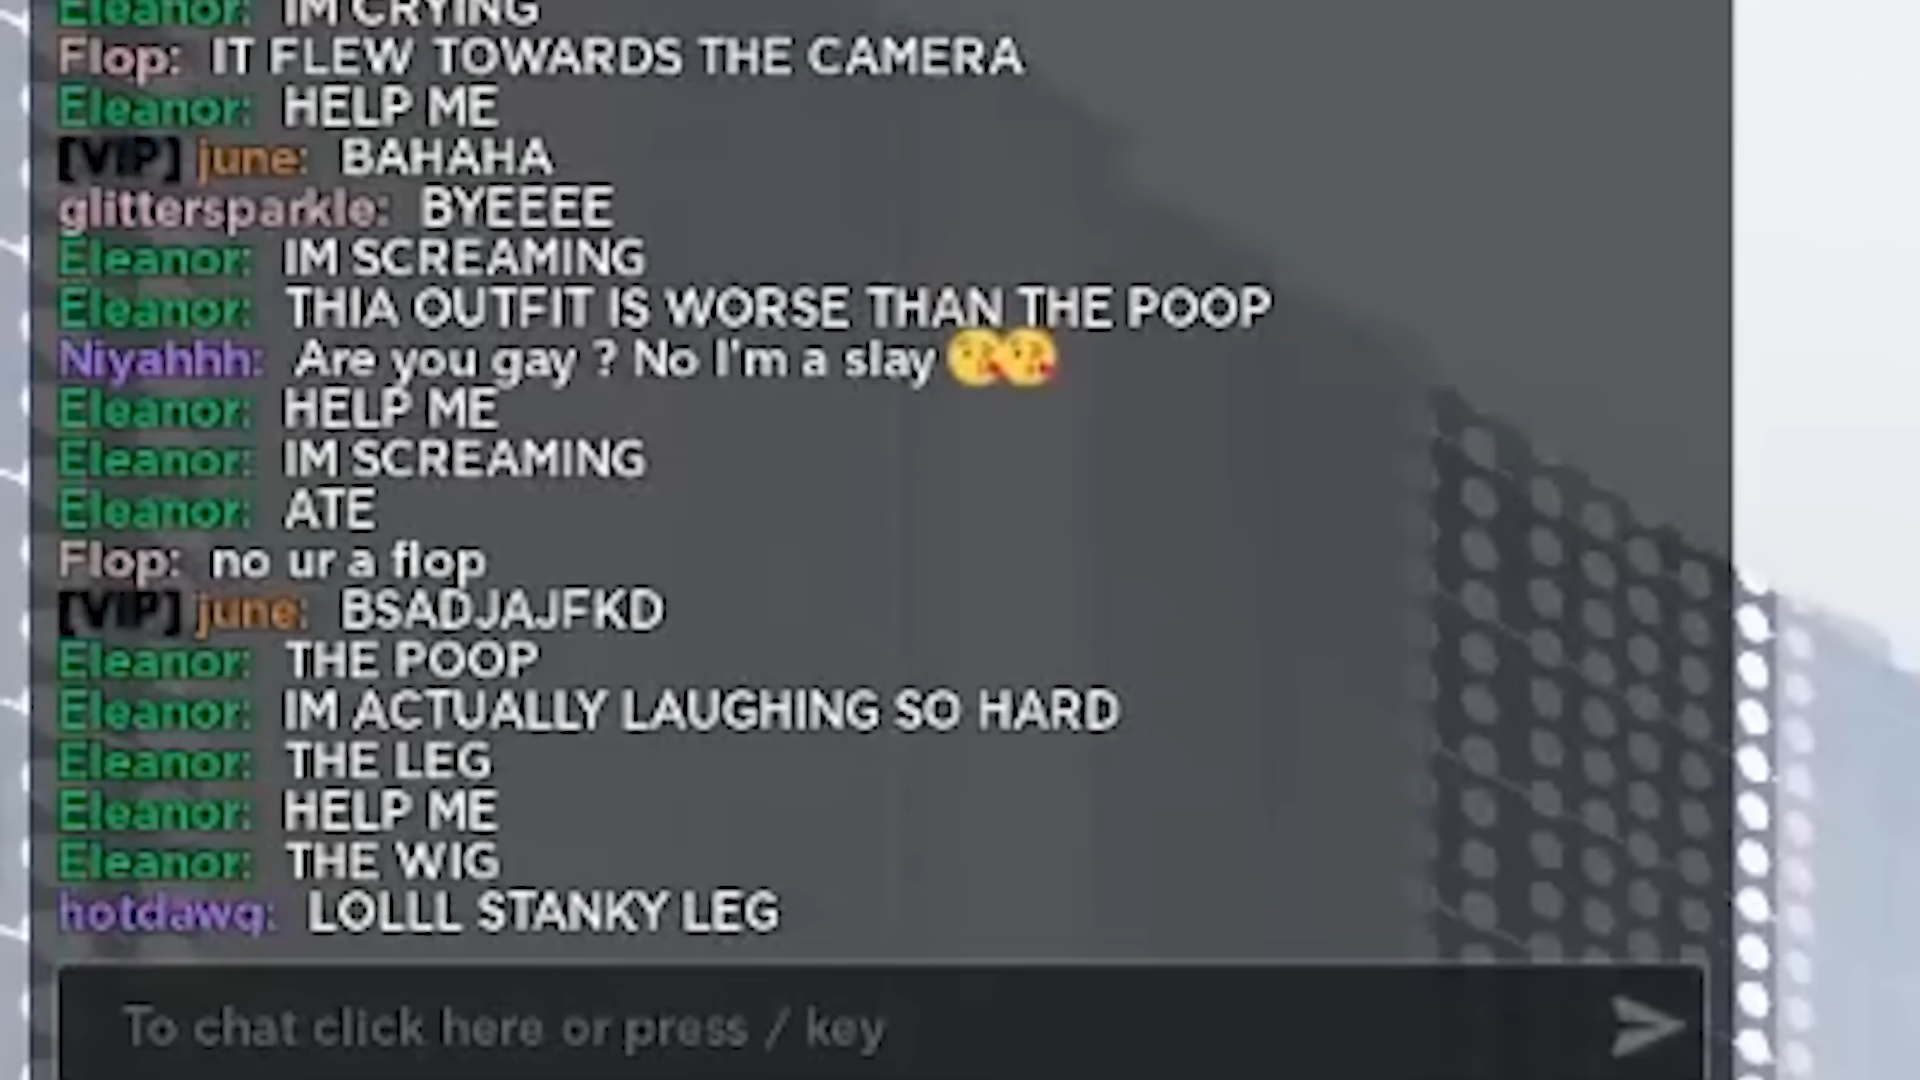 Eleanor: IM CRYING
Flop: IT FLEW TOWARDS THE CAMERA
Eleanor: HELP ME
[VIP] june: BAHAHA
glittersparkle: BYEEEE
Eleanor: IM SCREAMING
Eleanor: THIA OUTFIT IS WORSE THAN THE POOP
Niyahhh: Are you gay ? No I'm a slay 😘😘
Eleanor: HELP ME
Eleanor: IM SCREAMING
Eleanor: ATE
Flop: no ur a flop
[VIP] june: BSADJAJFKD
Eleanor: THE POOP
Eleanor: IM ACTUALLY LAUGHING SO HARD
Eleanor: THE LEG
Eleanor: HELP ME
Eleanor: THE WIG
hotdawg: LOLLL STANKY LEG
To chat click here or press / key